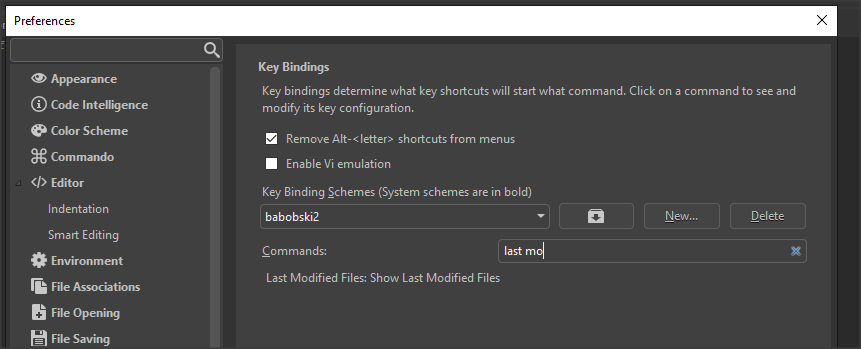 Preferences
Appearance
Code Intelligence
Color Scheme
Commando
Editor
Indentation
Smart Editing
Environment
File Associations
File Opening
File Saving
Key Bindings
Key bindings determine what key shortcuts will start what command. Click on a command to see and
modify its key configuration.
Remove Alt-<letter> shortcuts from menus
Enable Vi emulation
Key Binding Schemes (System schemes are in bold)
babobski2
New...
Delete
Commands:
last mo
Last Modified Files: Show Last Modified Files